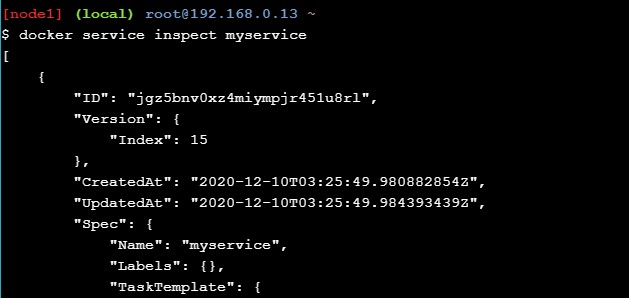 [node1] (local) root@192.168.0.13 ~
$ docker service inspect myservice
[
    {
        "ID": "jgz5bnv0xz4miympjr451u8rl",
        "Version": {
            "Index": 15
        },
        "CreatedAt": "2020-12-10T03:25:49.980882854Z",
        "UpdatedAt": "2020-12-10T03:25:49.984393439Z",
        "Spec": {
            "Name": "myservice",
            "Labels": {},
            "TaskTemplate": {